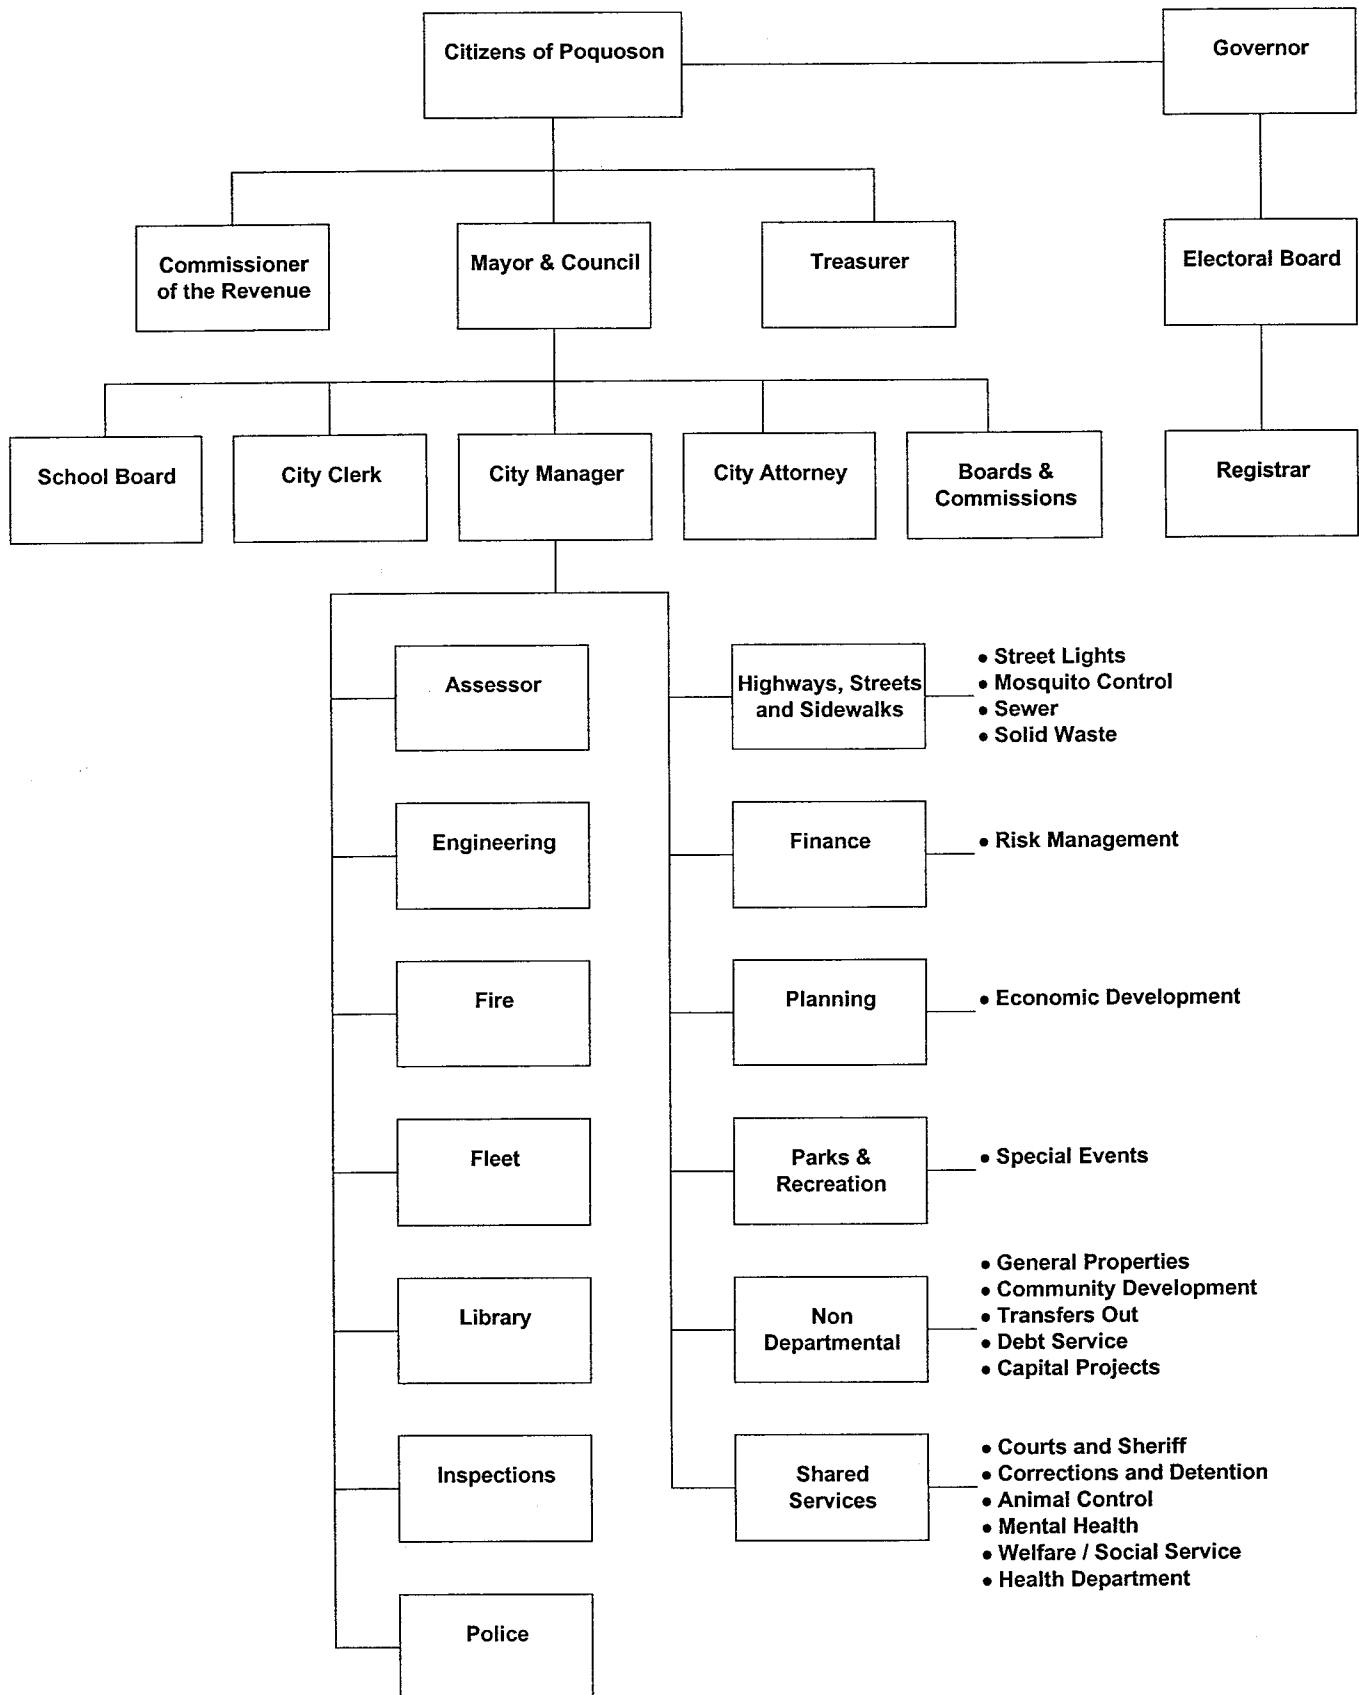 Citizens of Poquoson
Governor
Commissioner
of the Revenue
Mayor & Council
Treasurer
Electoral Board
School Board
City Clerk
City Manager
City Attorney
Boards &
Commissions
Registrar
Assessor
Highways, Streets
and Sidewalks
• Street Lights
• Mosquito Control
• Sewer
• Solid Waste
Engineering
Finance
• Risk Management
Fire
Planning
• Economic Development
Fleet
Parks &
Recreation
• Special Events
Library
Non
Departmental
• General Properties
• Community Development
• Transfers Out
• Debt Service
• Capital Projects
Inspections
Shared
Services
• Courts and Sheriff
• Corrections and Detention
• Animal Control
• Mental Health
• Welfare / Social Service
• Health Department
Police